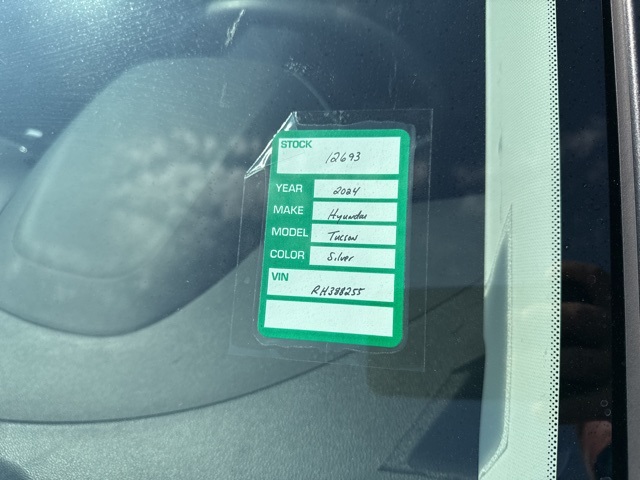 STOCK
12693
YEAR 2024
MAKE Hyundai
MODEL Tucson
COLOR Silver
VIN
RH388255